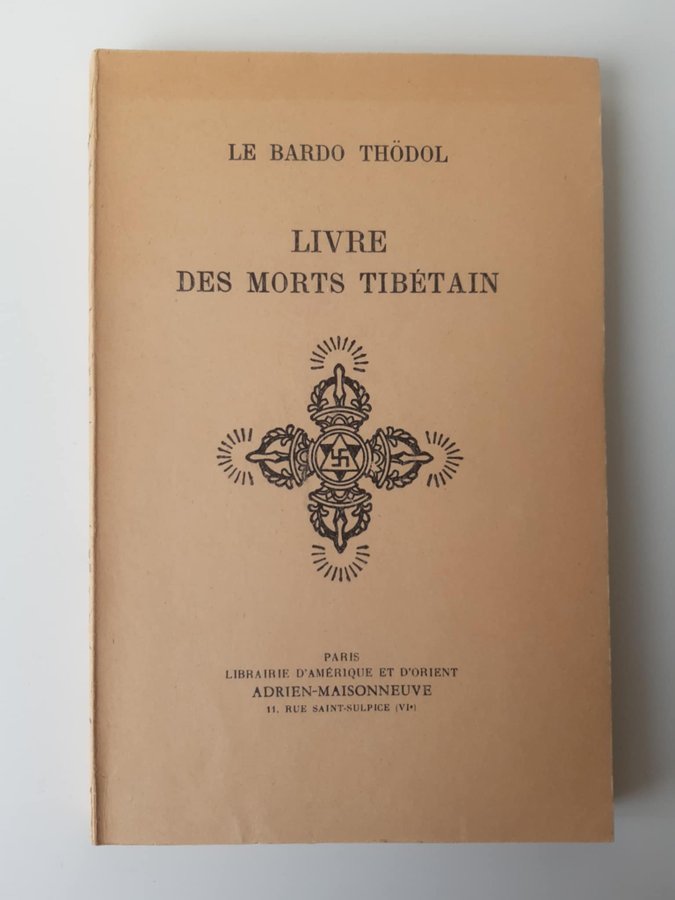 LE BARDO THÖDOL
LIVRE
DES MORTS TIBÉTAIN
PARIS
LIBRAIRIE D'AMÉRIQUE ET D'ORIENT
ADRIEN-MAISONNEUVE
11, RUE SAINT-SULPICE (VIᵉ)